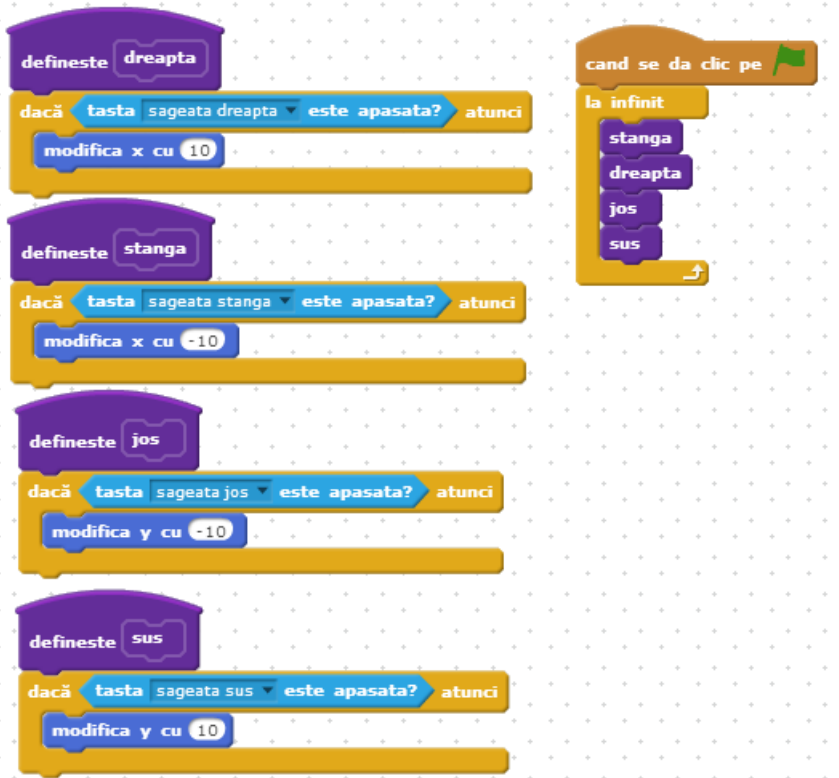 defineste dreapta
dacă tasta sageata dreapta este apasata? atunci
modifica x cu 10
defineste stanga
dacă tasta sageata stanga este apasata? atunci
modifica x cu -10
defineste jos
dacă tasta sageata jos este apasata? atunci
modifica y cu -10
defineste sus
dacă tasta sageata sus este apasata? atunci
modifica y cu 10
cand se da clic pe
la infinit
stanga
dreapta
jos
sus